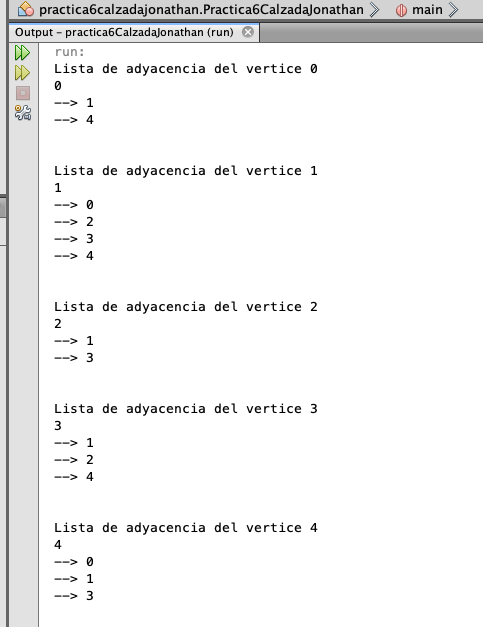 practica6calzadajonathan.Practica6CalzadaJonathan main
Output - practica6CalzadaJonathan (run)
run:
Lista de adyacencia del vertice 0
0
--> 1
--> 4
Lista de adyacencia del vertice 1
1
--> 0
--> 2
--> 3
--> 4
Lista de adyacencia del vertice 2
2
--> 1
--> 3
Lista de adyacencia del vertice 3
3
--> 1
--> 2
--> 4
Lista de adyacencia del vertice 4
4
--> 0
--> 1
--> 3